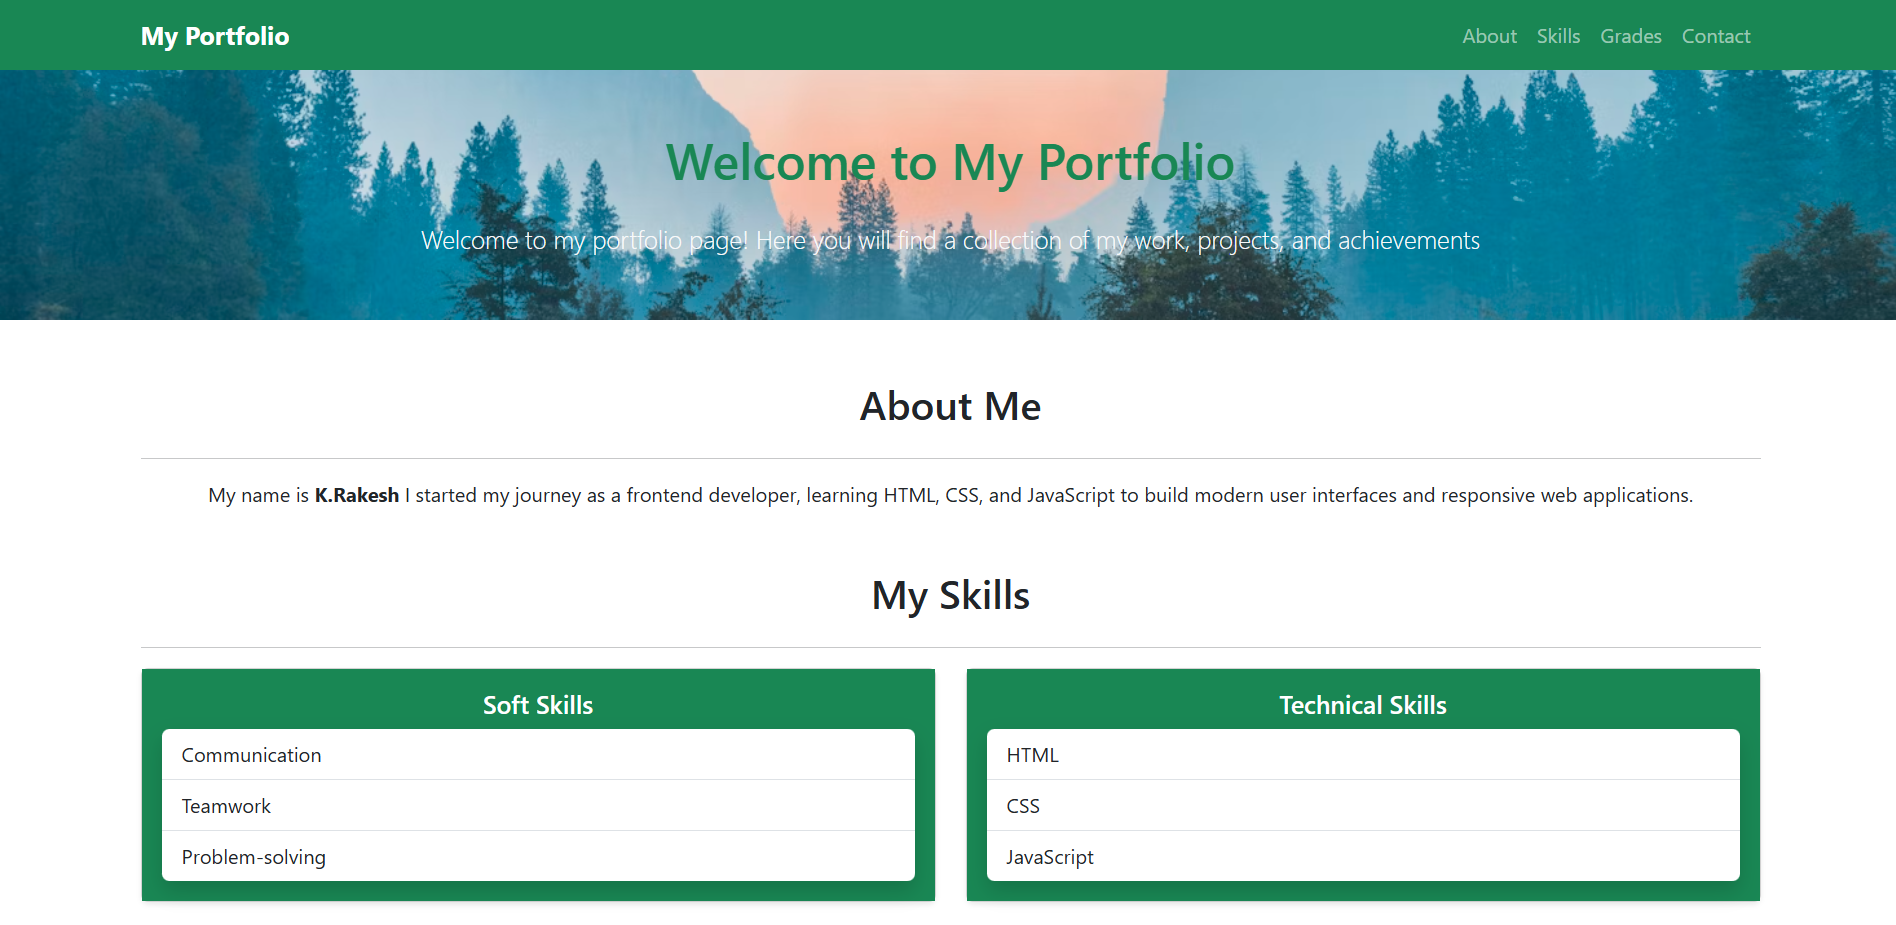 My Portfolio
About Skills Grades Contact
Welcome to My Portfolio
Welcome to my portfolio page! Here you will find a collection of my work, projects, and achievements
About Me
My name is K.Rakesh I started my journey as a frontend developer, learning HTML, CSS, and JavaScript to build modern user interfaces and responsive web applications.
My Skills
Soft Skills
Communication
Teamwork
Problem-solving
Technical Skills
HTML
CSS
JavaScript